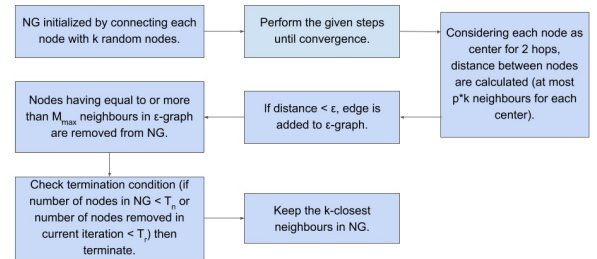 NG initialized by connecting each
node with k random nodes.
Perform the given steps
until convergence.
Considering each node as
center for 2 hops,
distance between nodes
are calculated (at most
p*k neighbours for each
center).
If distance < ε, edge is
added to ε-graph.
Nodes having equal to or more
than Mmax neighbours in ε-graph
are removed from NG.
Check termination condition (if
number of nodes in NG < Tn or
number of nodes removed in
current iteration < Tr) then
terminate.
Keep the k-closest
neighbours in NG.